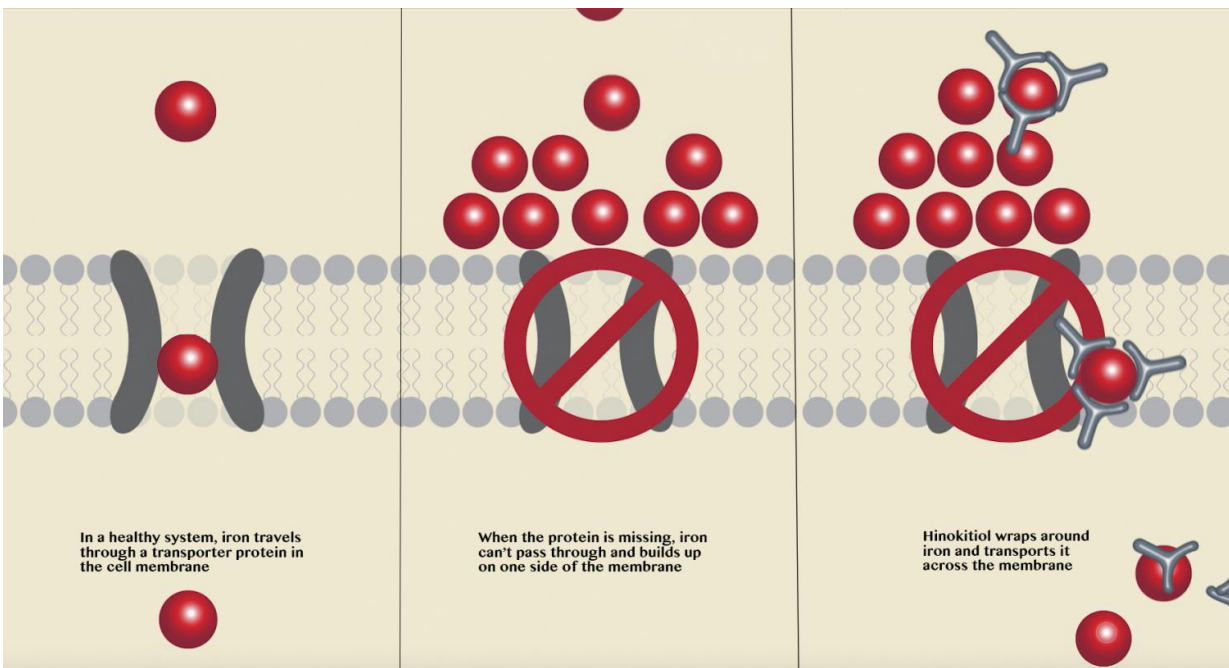 In a healthy system, iron travels
through a transporter protein in
the cell membrane
When the protein is missing, iron
can't pass through and builds up
on one side of the membrane
Hinokitiol wraps around
iron and transports it
across the membrane